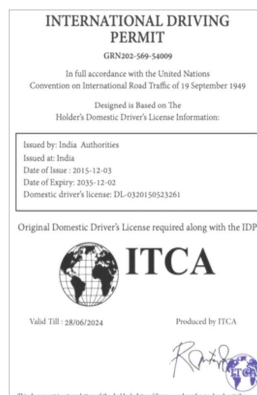 INTERNATIONAL DRIVING
PERMIT
GRN202-569-54009
In full accordance with the United Nations
Convention on International Road Traffic of 19 September 1949
Designed is Based on The
Holder's Domestic Driver's License Information:
Issued by: India Authorities
Issued at: India
Date of Issue : 2015-12-03
Date of Expiry: 2035-12-02
Domestic driver's license: DL-0320150523261
Original Domestic Driver's License required along with the IDP
ITCA
Valid Till : 28/06/2024
Produced by ITCA
ITCA